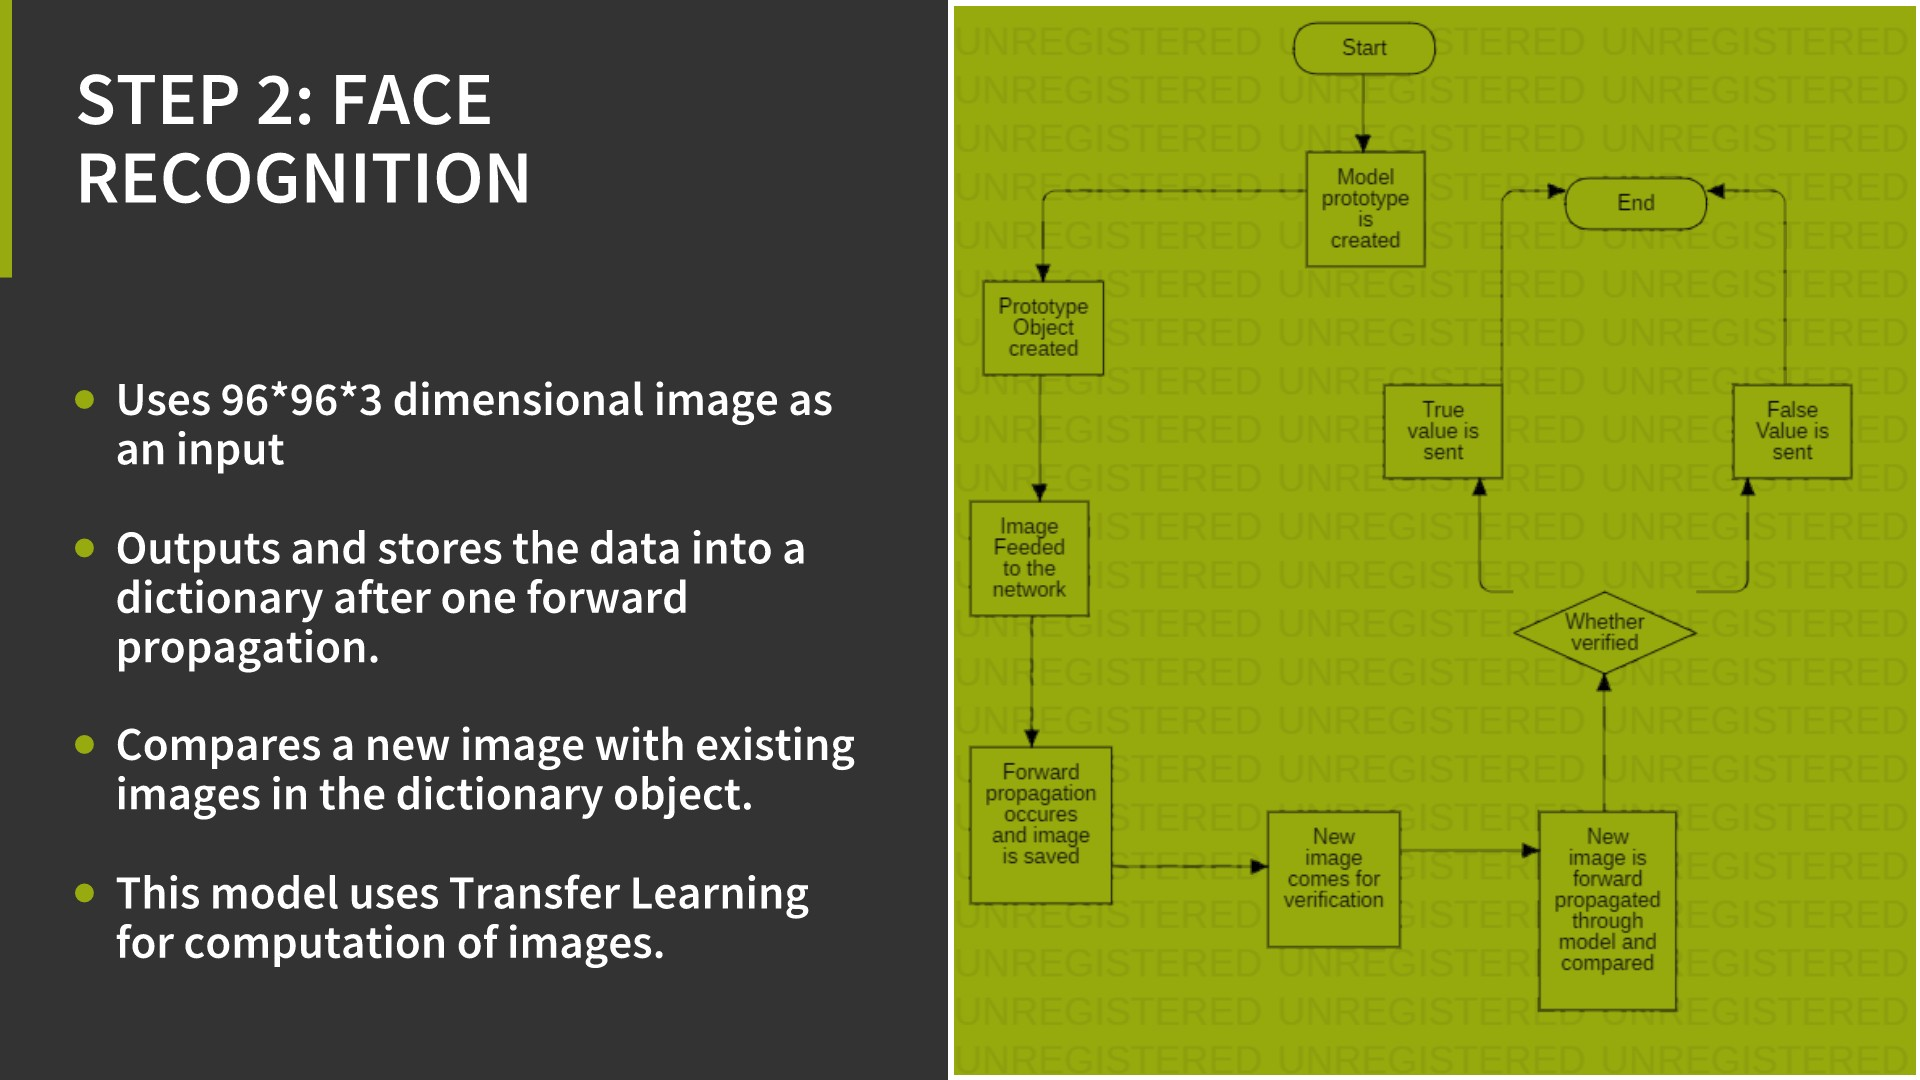 STEP 2: FACE
RECOGNITION
Uses 96*96*3 dimensional image as
an input
Outputs and stores the data into a
dictionary after one forward
propagation.
Compares a new image with existing
images in the dictionary object.
This model uses Transfer Learning
for computation of images.
Start
Model
prototype
is
created
End
Prototype
Object
created
True
value is
sent
False
Value is
sent
Image
Feeded
to the
network
Whether
verified
Forward
propagation
occures
and image
is saved
New
image
comes for
verification
New
image is
forward
propagated
through
model and
compared
UNREGISTERED UNREGISTERED UNREGISTERED